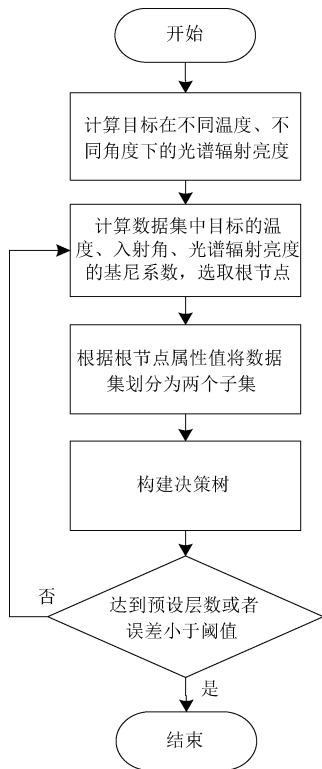 开始
计算目标在不同温度、不
同角度下的光谱辐射亮度
计算数据集中目标的温
度、入射角、光谱辐射亮度
的基尼系数，选取根节点
根据根节点属性值将数据
集划分为两个子集
构建决策树
否
达到预设层数或者
误差小于阈值
是
结束